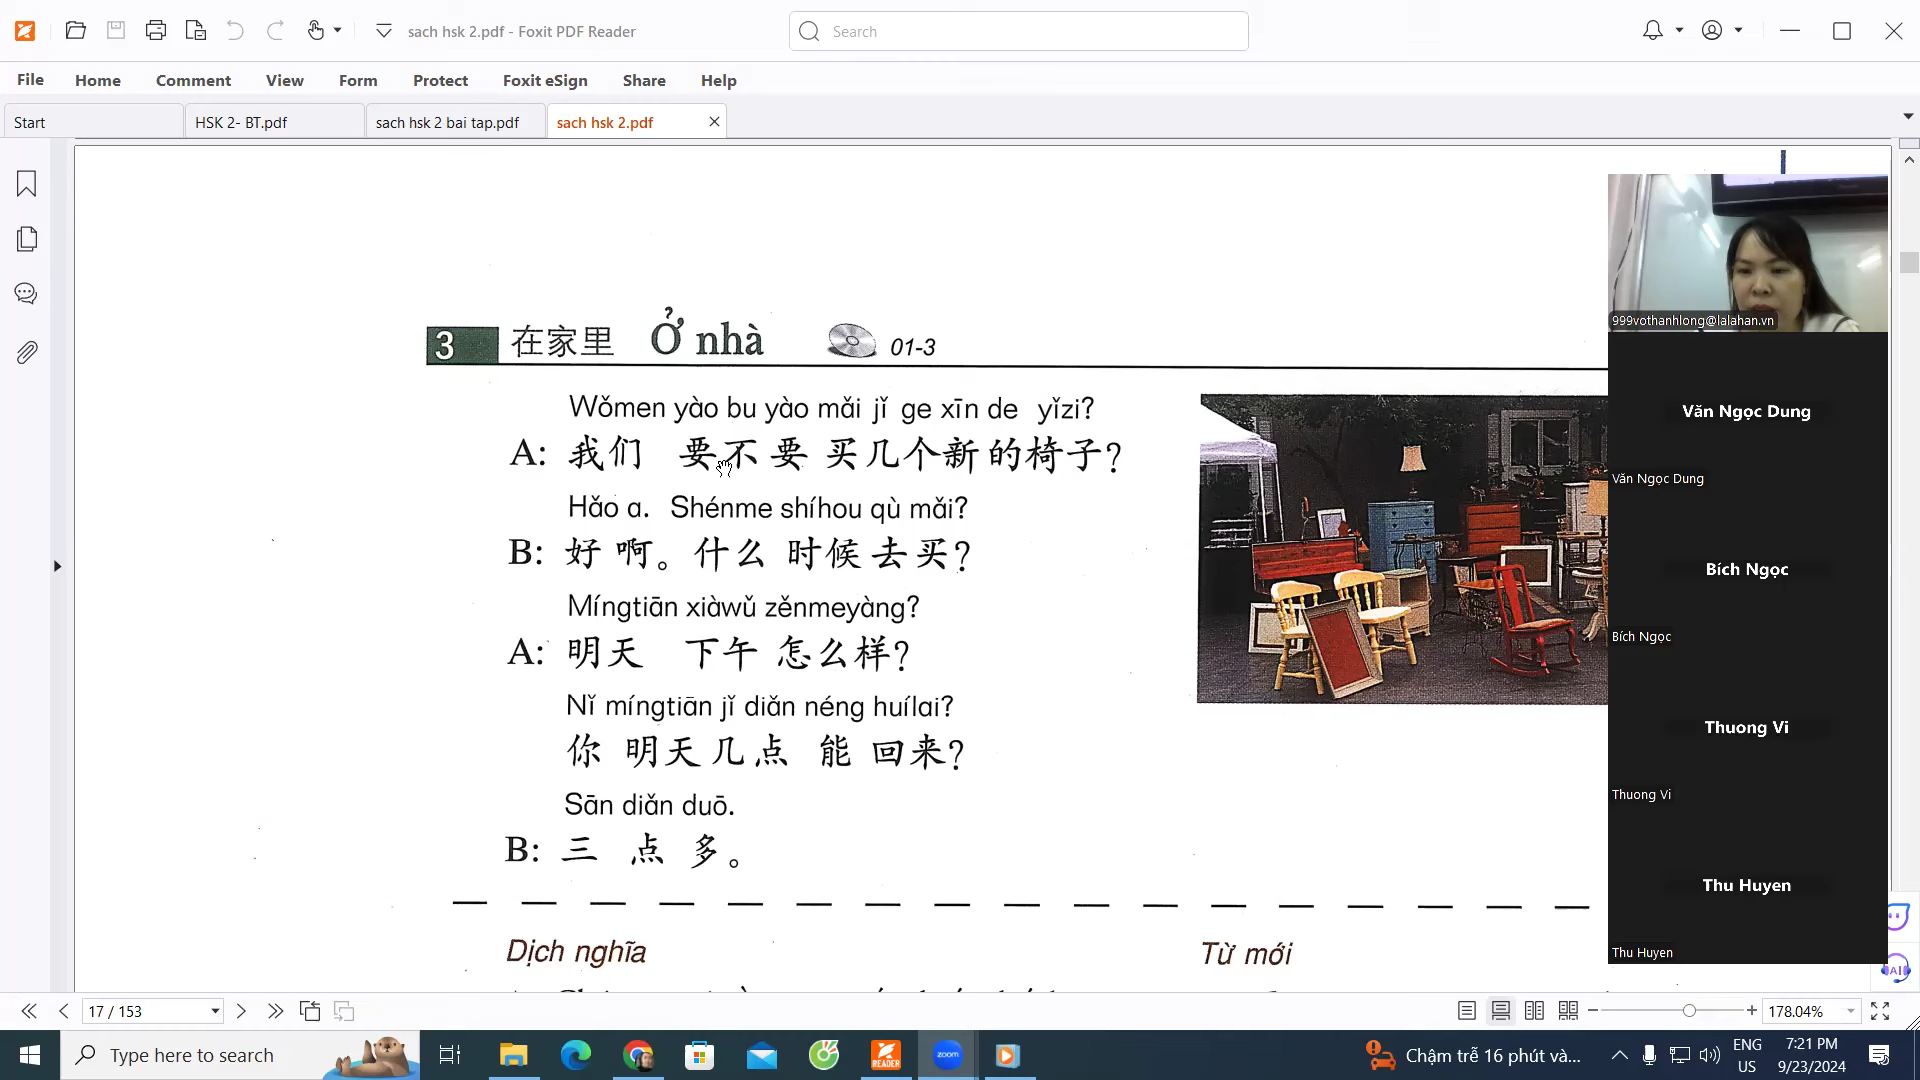 sach hsk 2.pdf - Foxit PDF Reader
Search
File Home Comment View Form Protect Foxit eSign Share Help
Start
HSK 2- BT.pdf
sach hsk 2 bai tap.pdf
sach hsk 2.pdf
3 在家里 Ở nhà 01-3
Wǒmen yào bu yào mǎi jǐ ge xīn de yǐzi?
A: 我们 要不要 买几个新的椅子?
Hǎo a. Shénme shíhou qù mǎi?
B: 好啊。什么时候去买?
Míngtiān xiàwǔ zěnmeyàng?
A: 明天 下午 怎么样?
Nǐ míngtiān jǐ diǎn néng huílai?
你 明天几点 能 回来?
Sān diǎn duō.
B: 三 点 多。
Dịch nghĩa
Từ mới
999vothanhlong@lalahan.vn
Văn Ngọc Dung
Văn Ngọc Dung
Bích Ngọc
Bích Ngọc
Thuong Vi
Thuong Vi
Thu Huyen
Thu Huyen
AI
17 / 153
178.04%
Type here to search
READER
zoom
Chậm trễ 16 phút và...
ENG
US
7:21 PM
9/23/2024